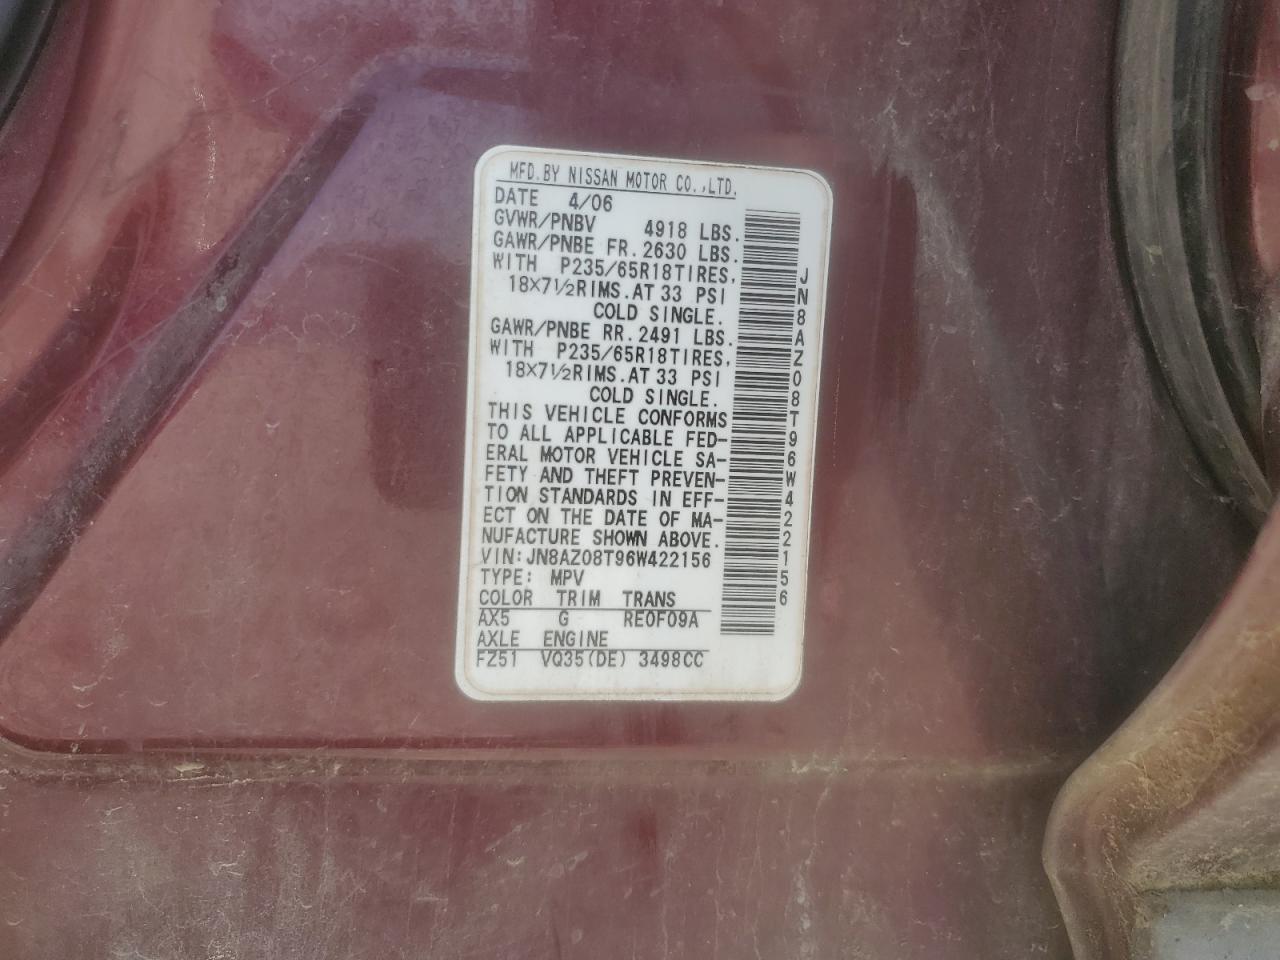 MFD.BY NISSAN MOTOR CO.,LTD.
DATE 4/06
GVWR/PNBV 4918 LBS.
GAWR/PNBE FR.2630 LBS.
WITH P235/65R18TIRES,
18×7½RIMS.AT 33 PSI
COLD SINGLE.
GAWR/PNBE RR.2491 LBS.
WITH P235/65R18TIRES,
18×7½RIMS.AT 33 PSI
COLD SINGLE.
THIS VEHICLE CONFORMS
TO ALL APPLICABLE FED-
ERAL MOTOR VEHICLE SA-
FETY AND THEFT PREVEN-
TION STANDARDS IN EFF-
ECT ON THE DATE OF MA-
NUFACTURE SHOWN ABOVE.
VIN:JN8AZ08T96W422156
TYPE: MPV
COLOR TRIM TRANS
AX5 G RE0F09A
AXLE ENGINE
FZ51 VQ35(DE) 3498CC
JN8AZ08T96W422156